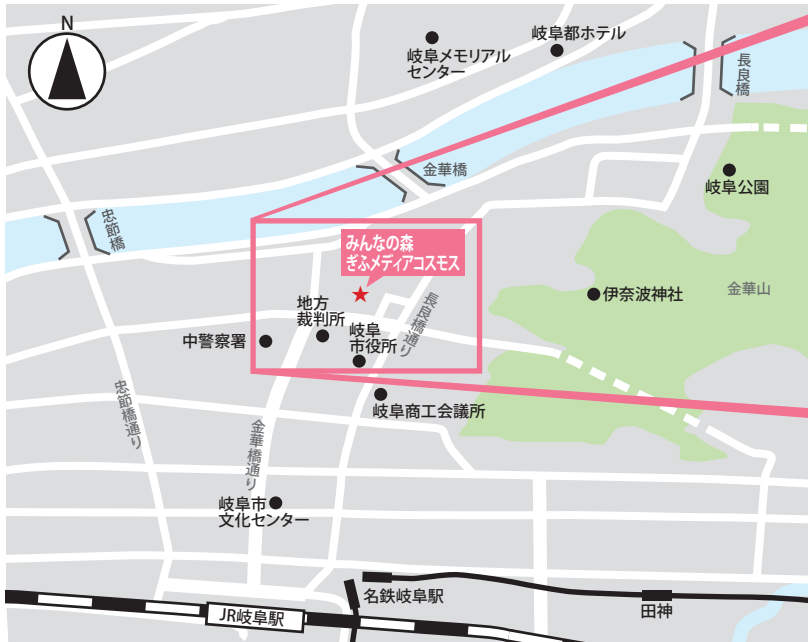 N
岐阜メモリアル
センター
岐阜都ホテル
長良橋
金華橋
岐阜公園
忠節橋
みんなの森
ぎふメディアコスモス
伊奈波神社
金華山
長良橋通り
地方
裁判所
中警察署
岐阜
市役所
岐阜商工会議所
忠節橋通り
金華橋通り
岐阜市
文化センター
名鉄岐阜駅
田神
JR岐阜駅